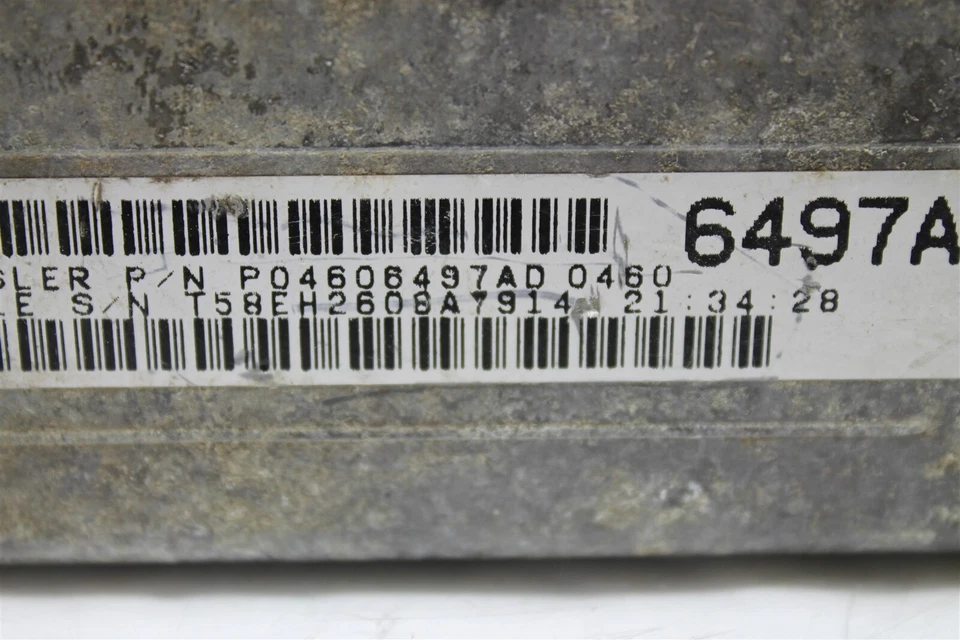 6497A
SLER P/N P04606497AD 0460
LE S/N T58EH2608A7914 21:34:28